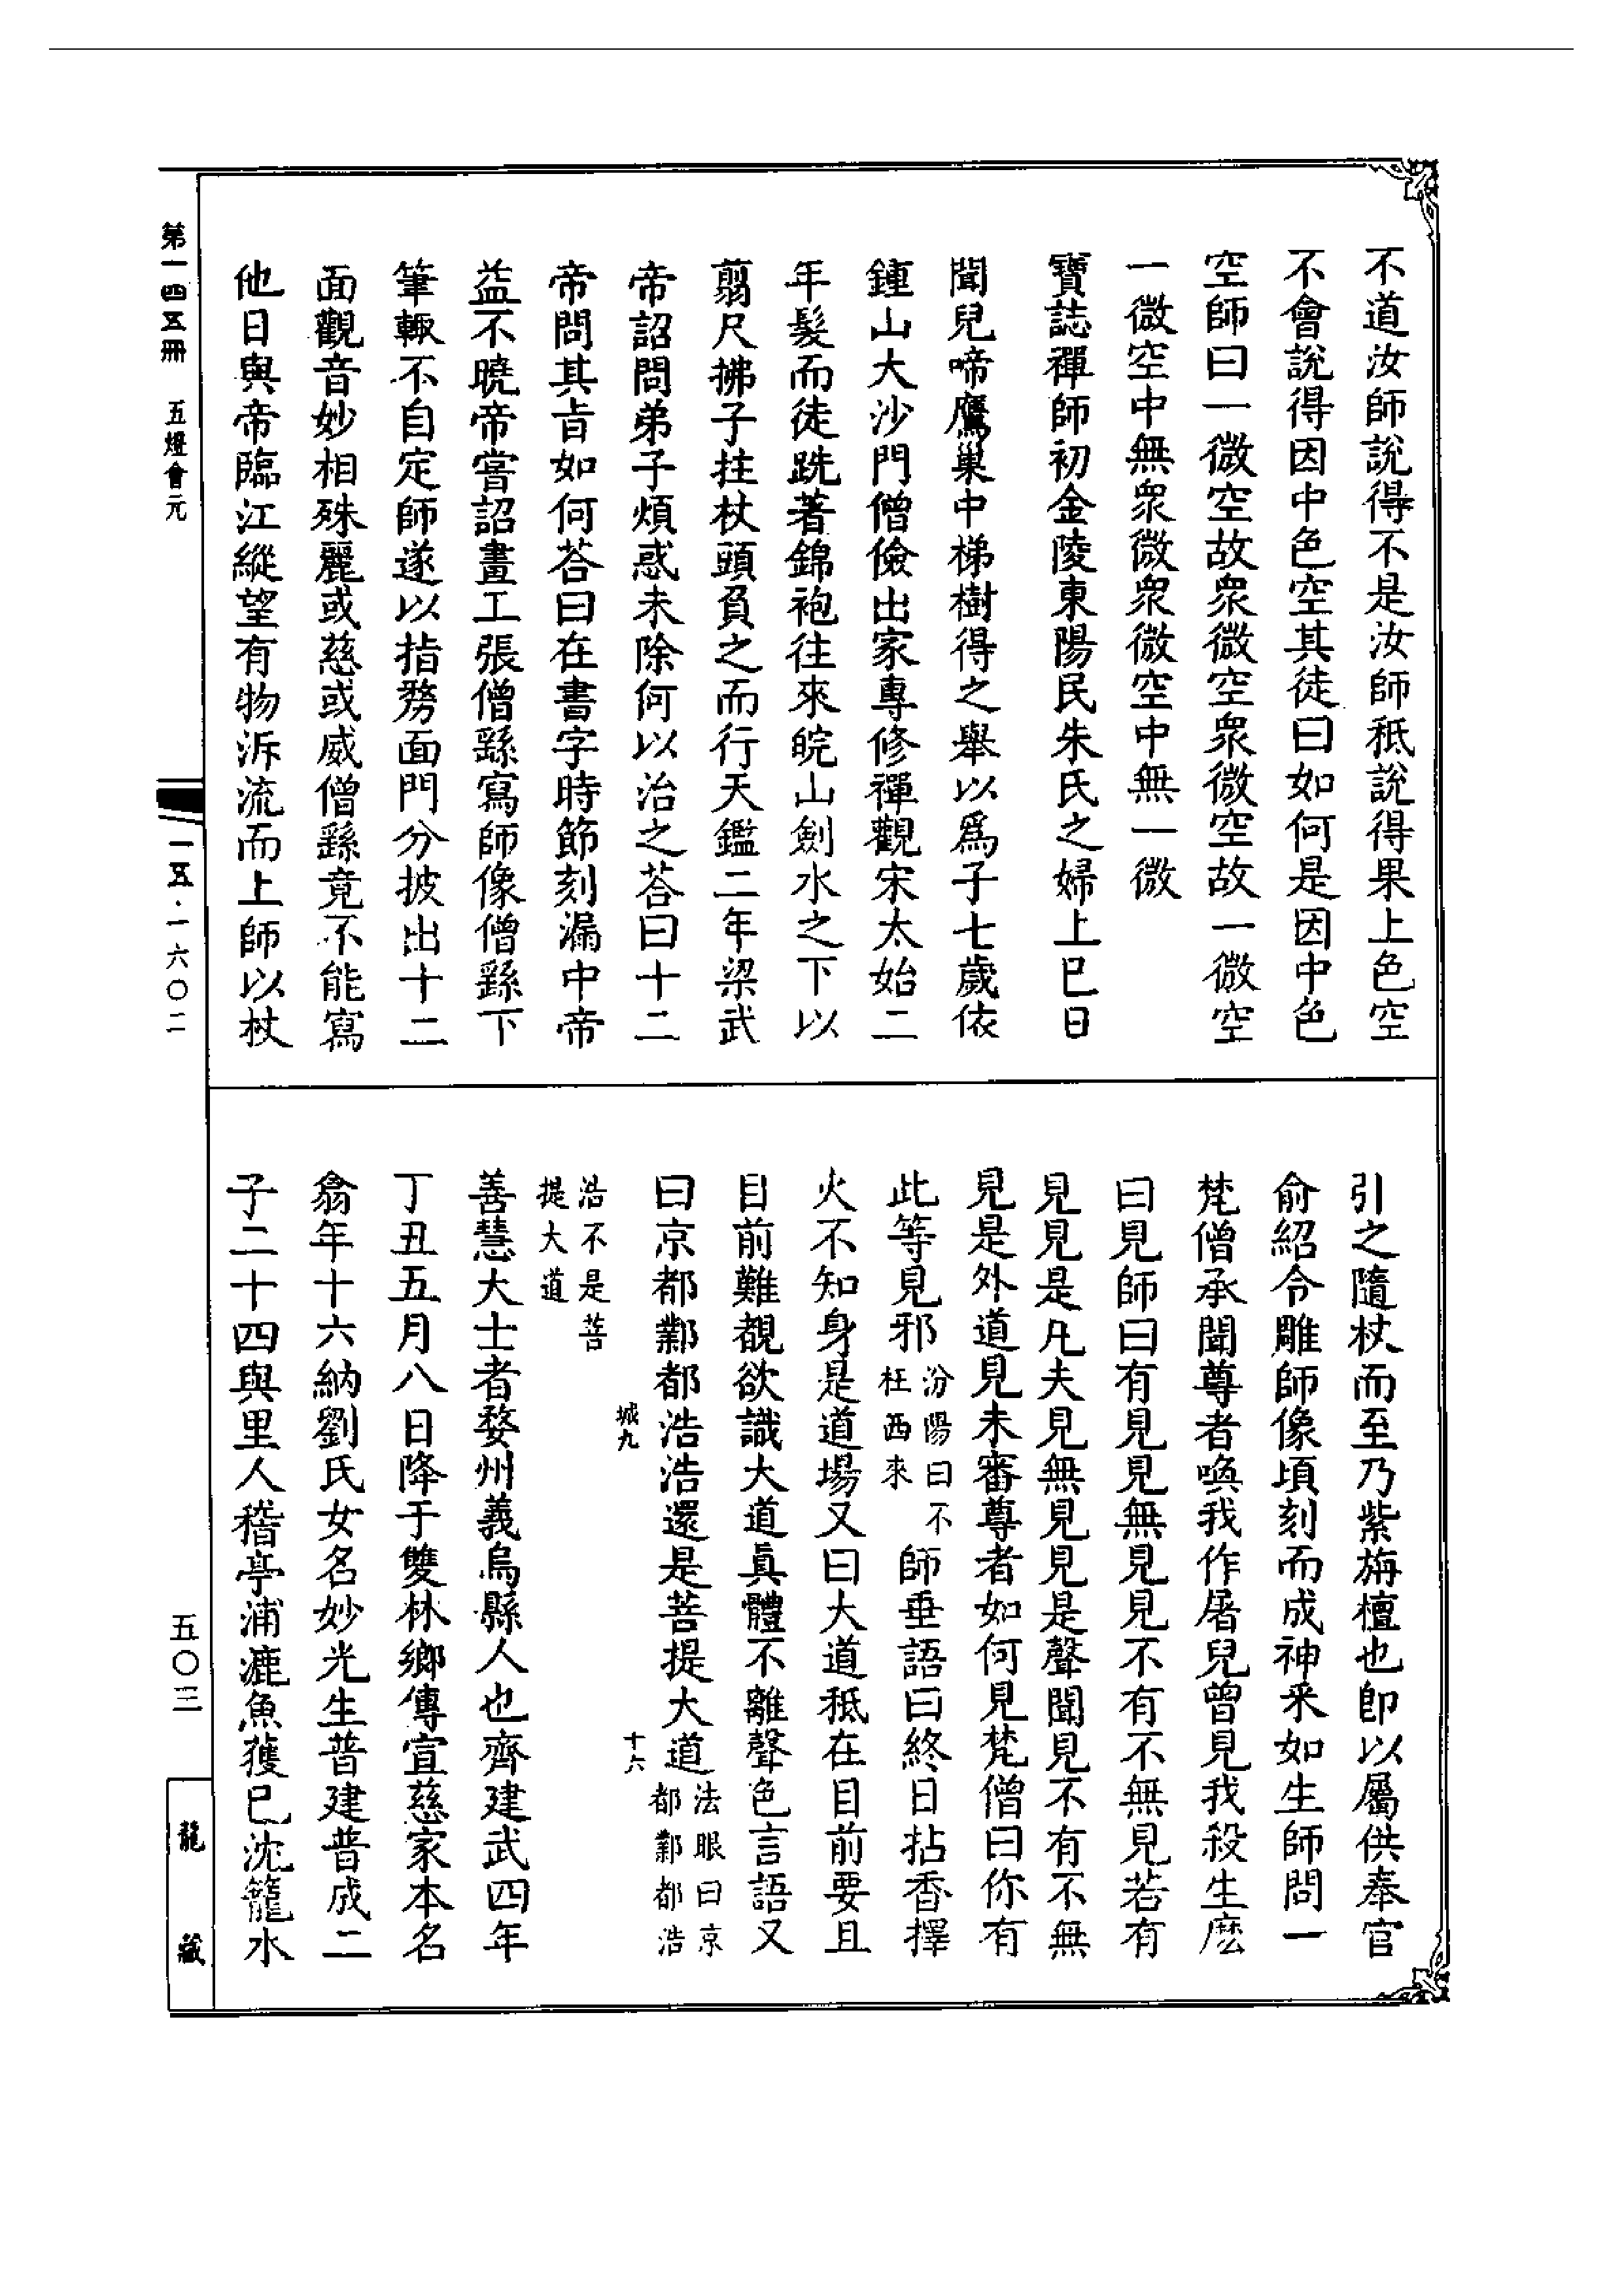 不道汝師說得不是汝師秖說得果上色空
不會說得因中色空其徒曰如何是因中色
空師曰一微空故衆微空衆微空故一微空
一微空中無衆微衆微空中無一微
寶誌禪師初金陵東陽民朱氏之婦上巳日
聞兒啼鷹巢中梯樹得之舉以爲子七歲依
鍾山大沙門僧儉出家專修禪觀宋太始二
年髮而徒跣著錦袍往來皖山劍水之下以
翦尺拂子拄杖頭負之而行天鑑二年梁武
帝詔問弟子煩惑未除何以治之荅曰十二
帝問其旨如何荅曰在書字時節刻漏中帝
益不曉帝嘗詔畫工張僧繇寫師像僧繇下
筆輙不自定師遂以指剺面門分披出十二
面觀音妙相殊麗或慈或威僧繇竟不能寫
他日與帝臨江縱望有物泝流而上師以杖
引之隨杖而至乃紫旃檀也即以屬供奉官
俞紹令雕師像頃刻而成神采如生師問一
梵僧承聞尊者喚我作屠兒曾見我殺生麽
曰見師曰有見見無見見不有不無見若有
見見是凡夫見無見見是聲聞見不有不無
見是外道見未審尊者如何見梵僧曰你有
此等見邪 汾陽曰不枉西來 師垂語曰終日拈香擇
火不知身是道場又曰大道秖在目前要且
目前難覩欲識大道眞體不離聲色言語又
曰京都鄴都浩浩還是菩提大道 法眼曰京都鄴都浩
浩不是菩提大道
城九
十六
善慧大士者婺州義烏縣人也齊建武四年
丁丑五月八日降于雙林鄉傳宣慈家本名
翕年十六納劉氏女名妙光生普建普成二
子二十四與里人稽亭浦漉魚獲已沈籠水
第一四五冊 五燈會元
一五·一六〇二
五〇三
龍藏